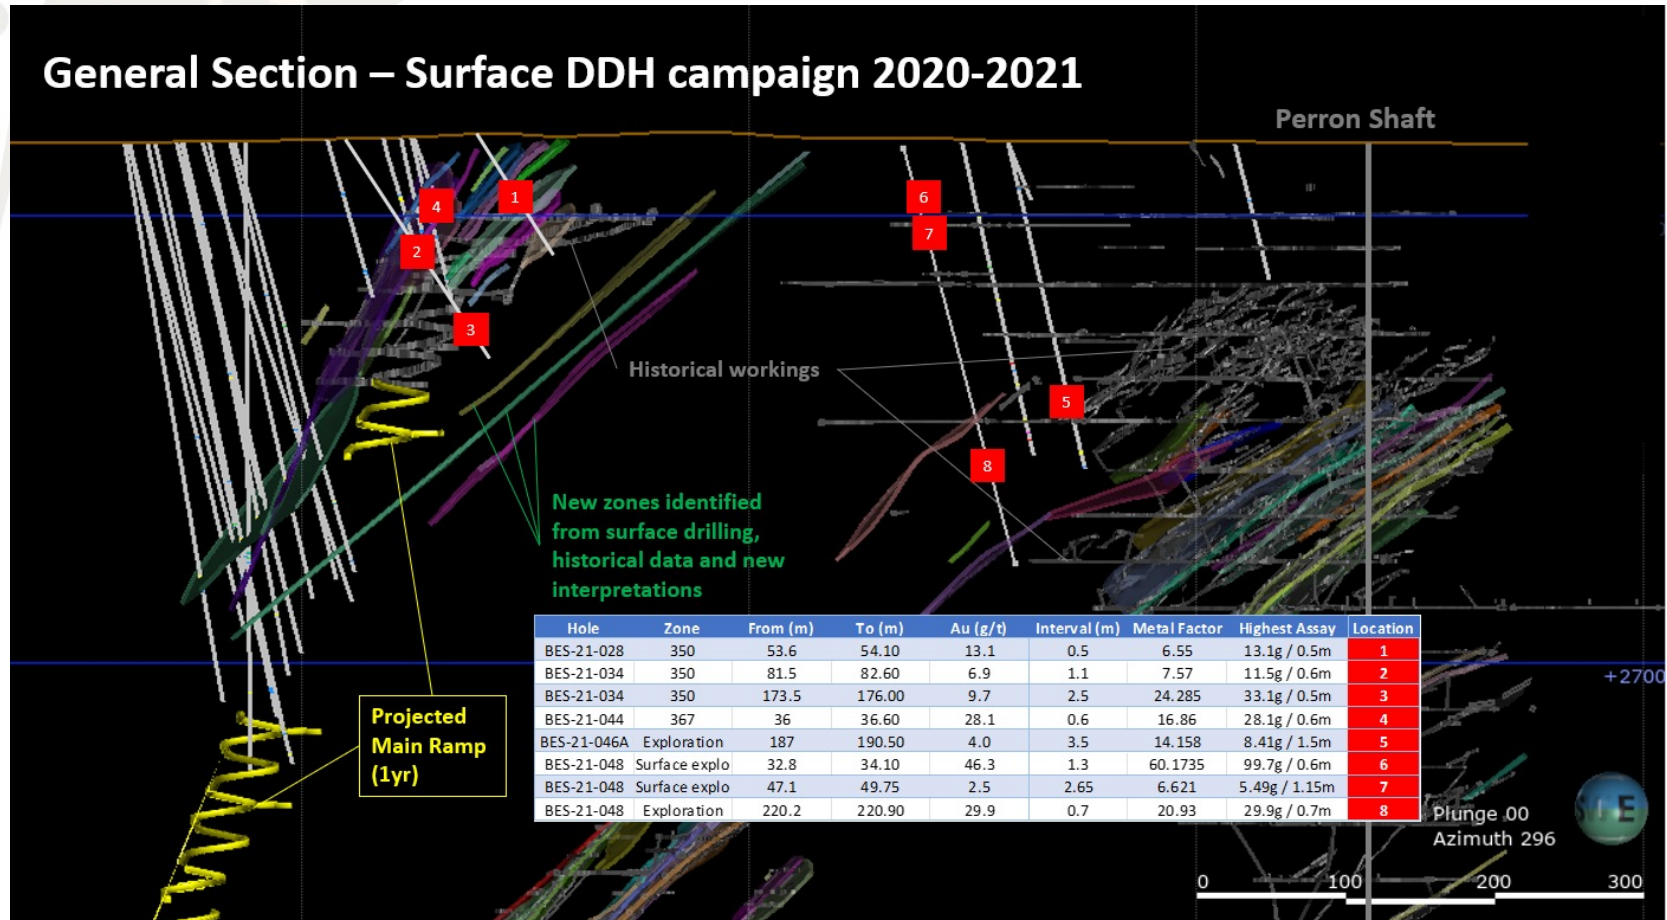 General Section – Surface DDH campaign 2020-2021
Perron Shaft
4
1
6
7
2
3
Historical workings
5
8
New zones identified
from surface drilling,
historical data and new
interpretations
Hole Zone From (m) To (m) Au (g/t) Interval (m) Metal Factor Highest Assay Location
BES-21-028 350 53.6 54.10 13.1 0.5 6.55 13.1g / 0.5m 1
BES-21-034 350 81.5 82.60 6.9 1.1 7.57 11.5g / 0.6m 2
BES-21-034 350 173.5 176.00 9.7 2.5 24.285 33.1g / 0.5m 3
BES-21-044 367 36 36.60 28.1 0.6 16.86 28.1g / 0.6m 4
BES-21-046A Exploration 187 190.50 4.0 3.5 14.158 8.41g / 1.5m 5
BES-21-048 Surface explo 32.8 34.10 46.3 1.3 60.1735 99.7g / 0.6m 6
BES-21-048 Surface explo 47.1 49.75 2.5 2.65 6.621 5.49g / 1.15m 7
BES-21-048 Exploration 220.2 220.90 29.9 0.7 20.93 29.9g / 0.7m 8
+2700
Projected
Main Ramp
(1yr)
E
Plunge 00
Azimuth 296
0 100 200 300